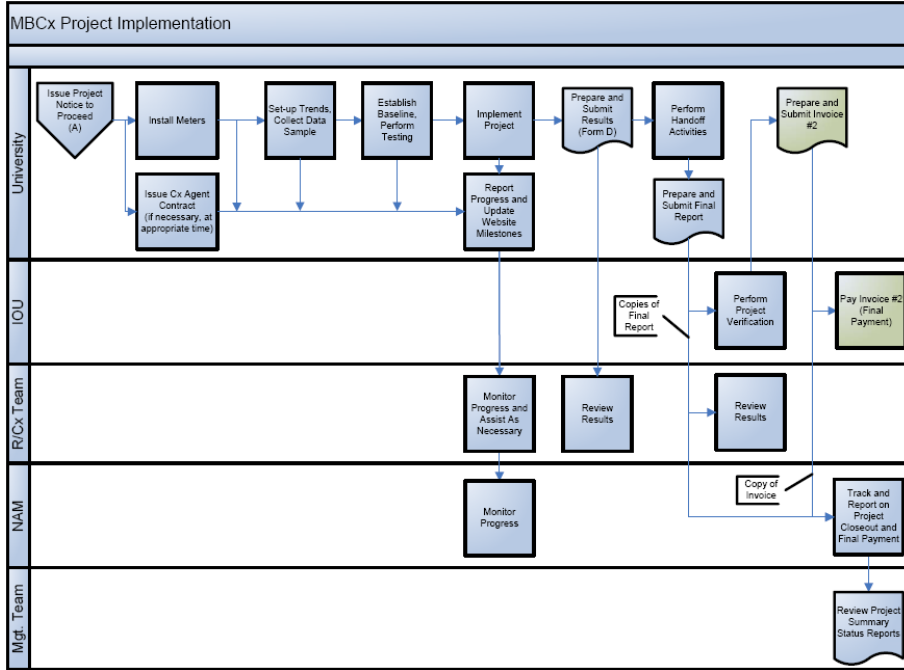 MBCx Project Implementation
University
Issue Project
Notice to
Proceed
(A)
Install Meters
Set-up Trends,
Collect Data
Sample
Establish
Baseline,
Perform
Testing
Implement
Project
Prepare and
Submit
Results
(Form D)
Perform
Handoff
Activities
Prepare and
Submit Invoice
#2
Issue Cx Agent
Contract
(if necessary, at
appropriate time)
Report
Progress and
Update
Website
Milestones
Prepare and
Submit Final
Report
IOU
Copies of
Final
Report
Perform
Project
Verification
Pay Invoice #2
(Final
Payment)
R/Cx Team
Monitor
Progress and
Assist As
Necessary
Review
Results
Review
Results
NAM
Monitor
Progress
Copy of
Invoice
Track and
Report on
Project
Closeout and
Final Payment
Mgt. Team
Review Project
Summary
Status Reports